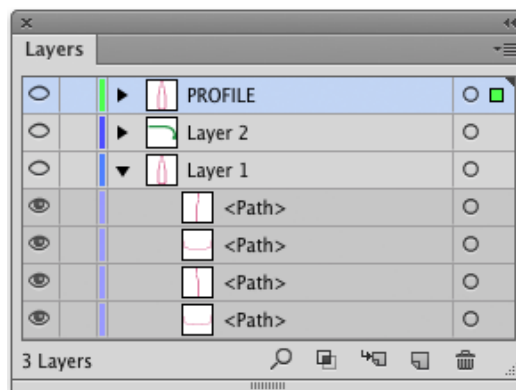 Layers
PROFILE
Layer 2
Layer 1
<Path>
<Path>
<Path>
<Path>
3 Layers